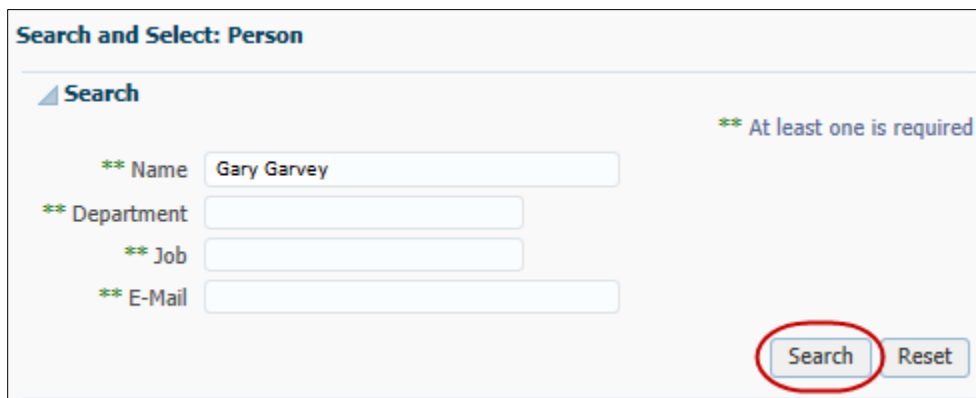 Search and Select: Person
Search
** At least one is required
** Name Gary Garvey
** Department
** Job
** E-Mail
Search Reset